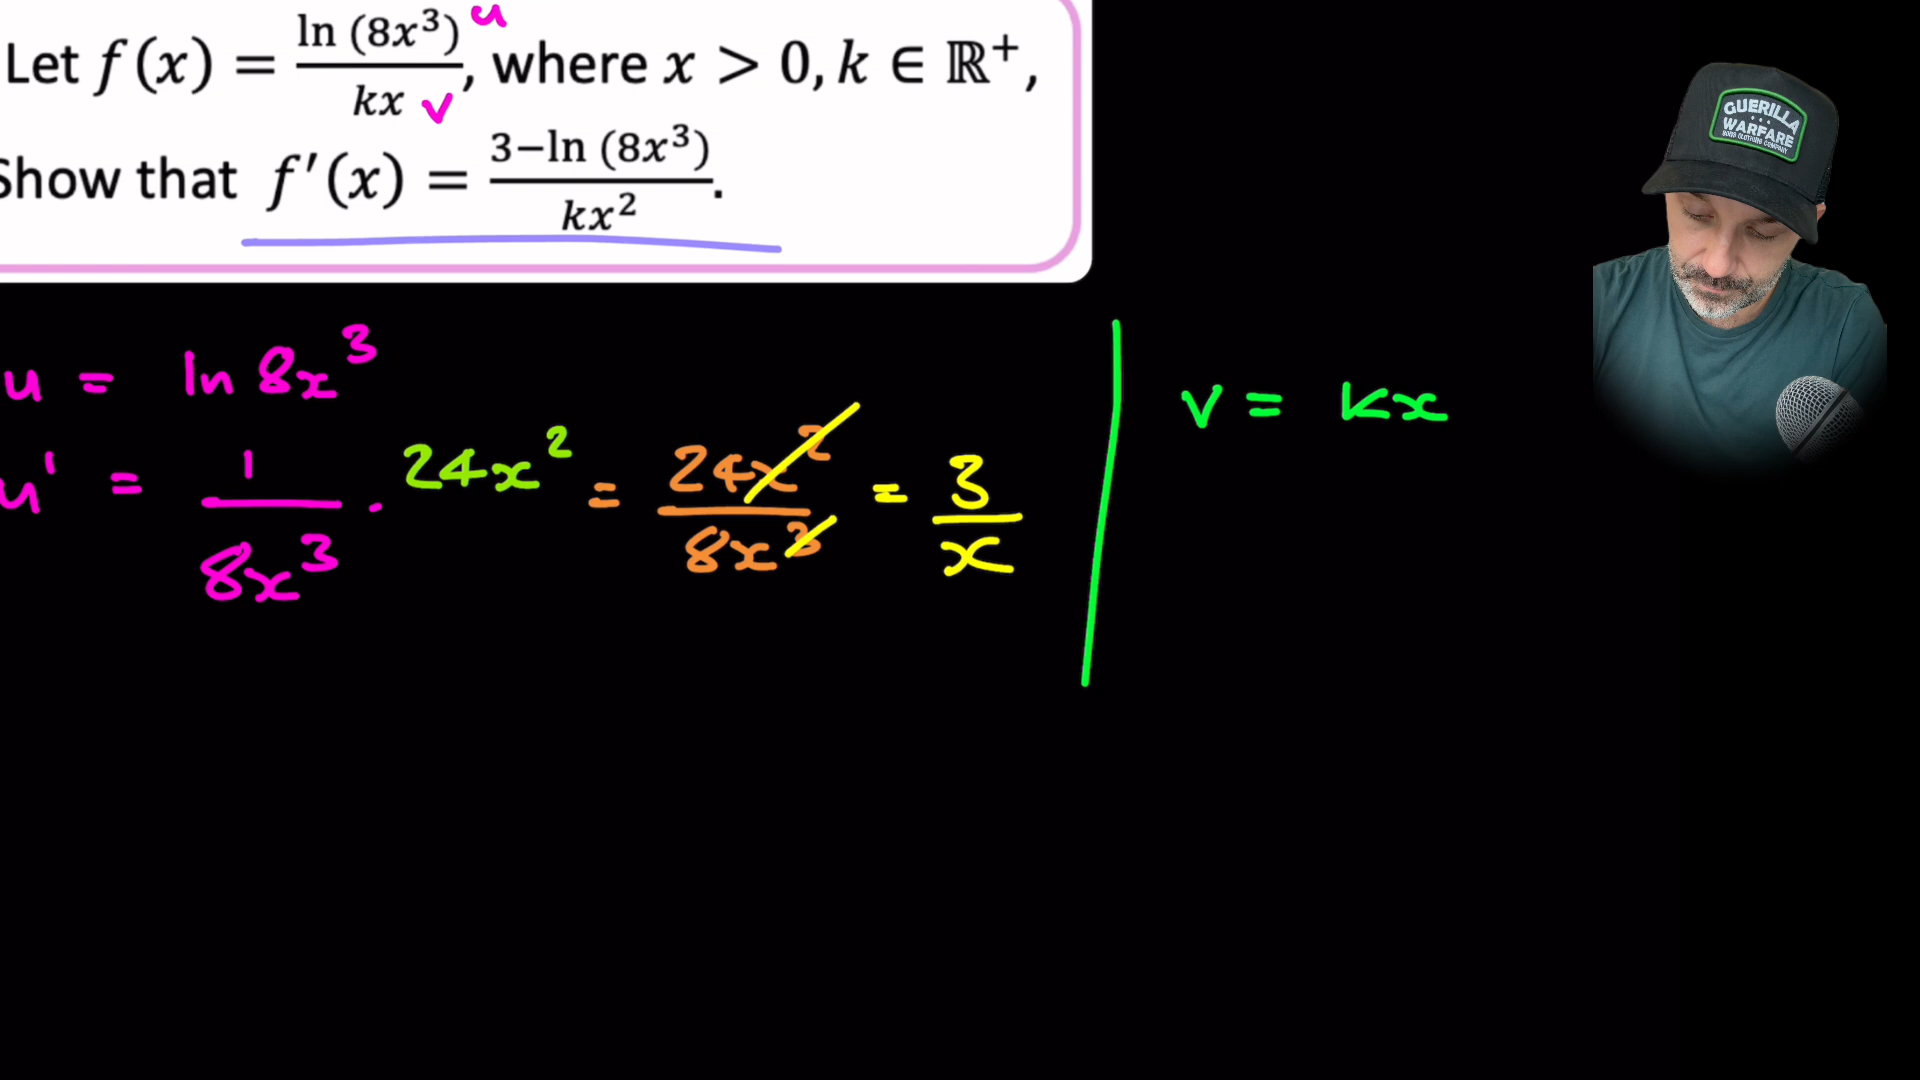 Let f(x) = ln (8x³) / kx, where x > 0, k ∈ ℝ⁺,
u
v
Show that f′(x) = 3−ln (8x³) / kx².
u = ln 8x³
u' = 1 / 8x³ . 24x² = 24x² / 8x³ = 3 / x
v = kx
GUERILLA
WARFARE